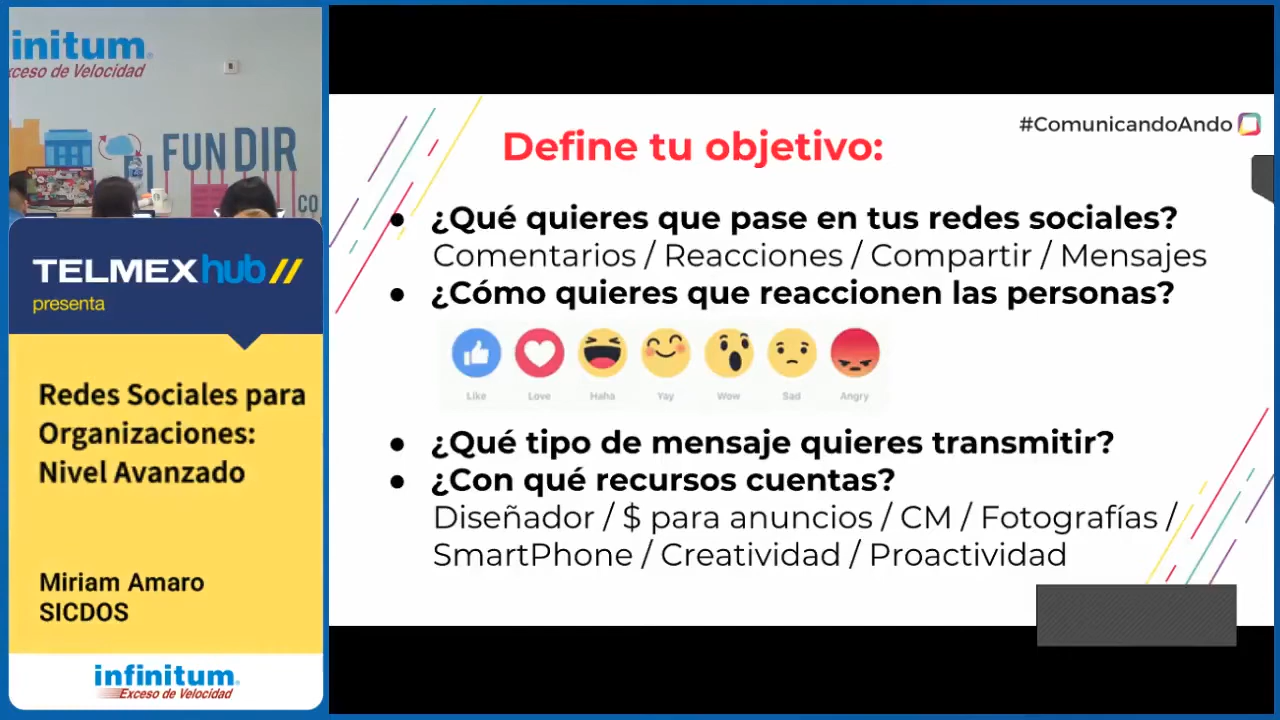 initum
xceso de Velocidad
FUNDIR
CO
TELMEXhub//
presenta
Redes Sociales para
Organizaciones:
Nivel Avanzado
Miriam Amaro
SICDOS
infinitum
Exceso de Velocidad
#ComunicandoAndo
Define tu objetivo:
¿Qué quieres que pase en tus redes sociales?
Comentarios / Reacciones / Compartir / Mensajes
¿Cómo quieres que reaccionen las personas?
Like Love Haha Yay Wow Sad Angry
¿Qué tipo de mensaje quieres transmitir?
¿Con qué recursos cuentas?
Diseñador / $ para anuncios / CM / Fotografías /
SmartPhone / Creatividad / Proactividad